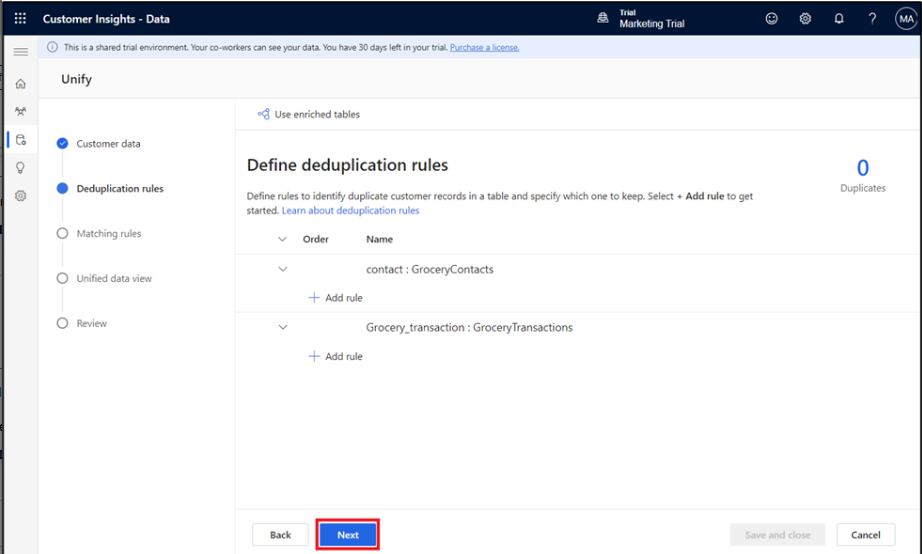 Customer Insights - Data
Trial
Marketing Trial
?
MA
This is a shared trial environment. Your co-workers can see your data. You have 30 days left in your trial. Purchase a license.
Unify
Customer data
Deduplication rules
Matching rules
Unified data view
Review
Use enriched tables
Define deduplication rules
0
Duplicates
Define rules to identify duplicate customer records in a table and specify which one to keep. Select + Add rule to get
started. Learn about deduplication rules
Order Name
contact : GroceryContacts
+ Add rule
Grocery_transaction : GroceryTransactions
+ Add rule
Back Next Save and close Cancel